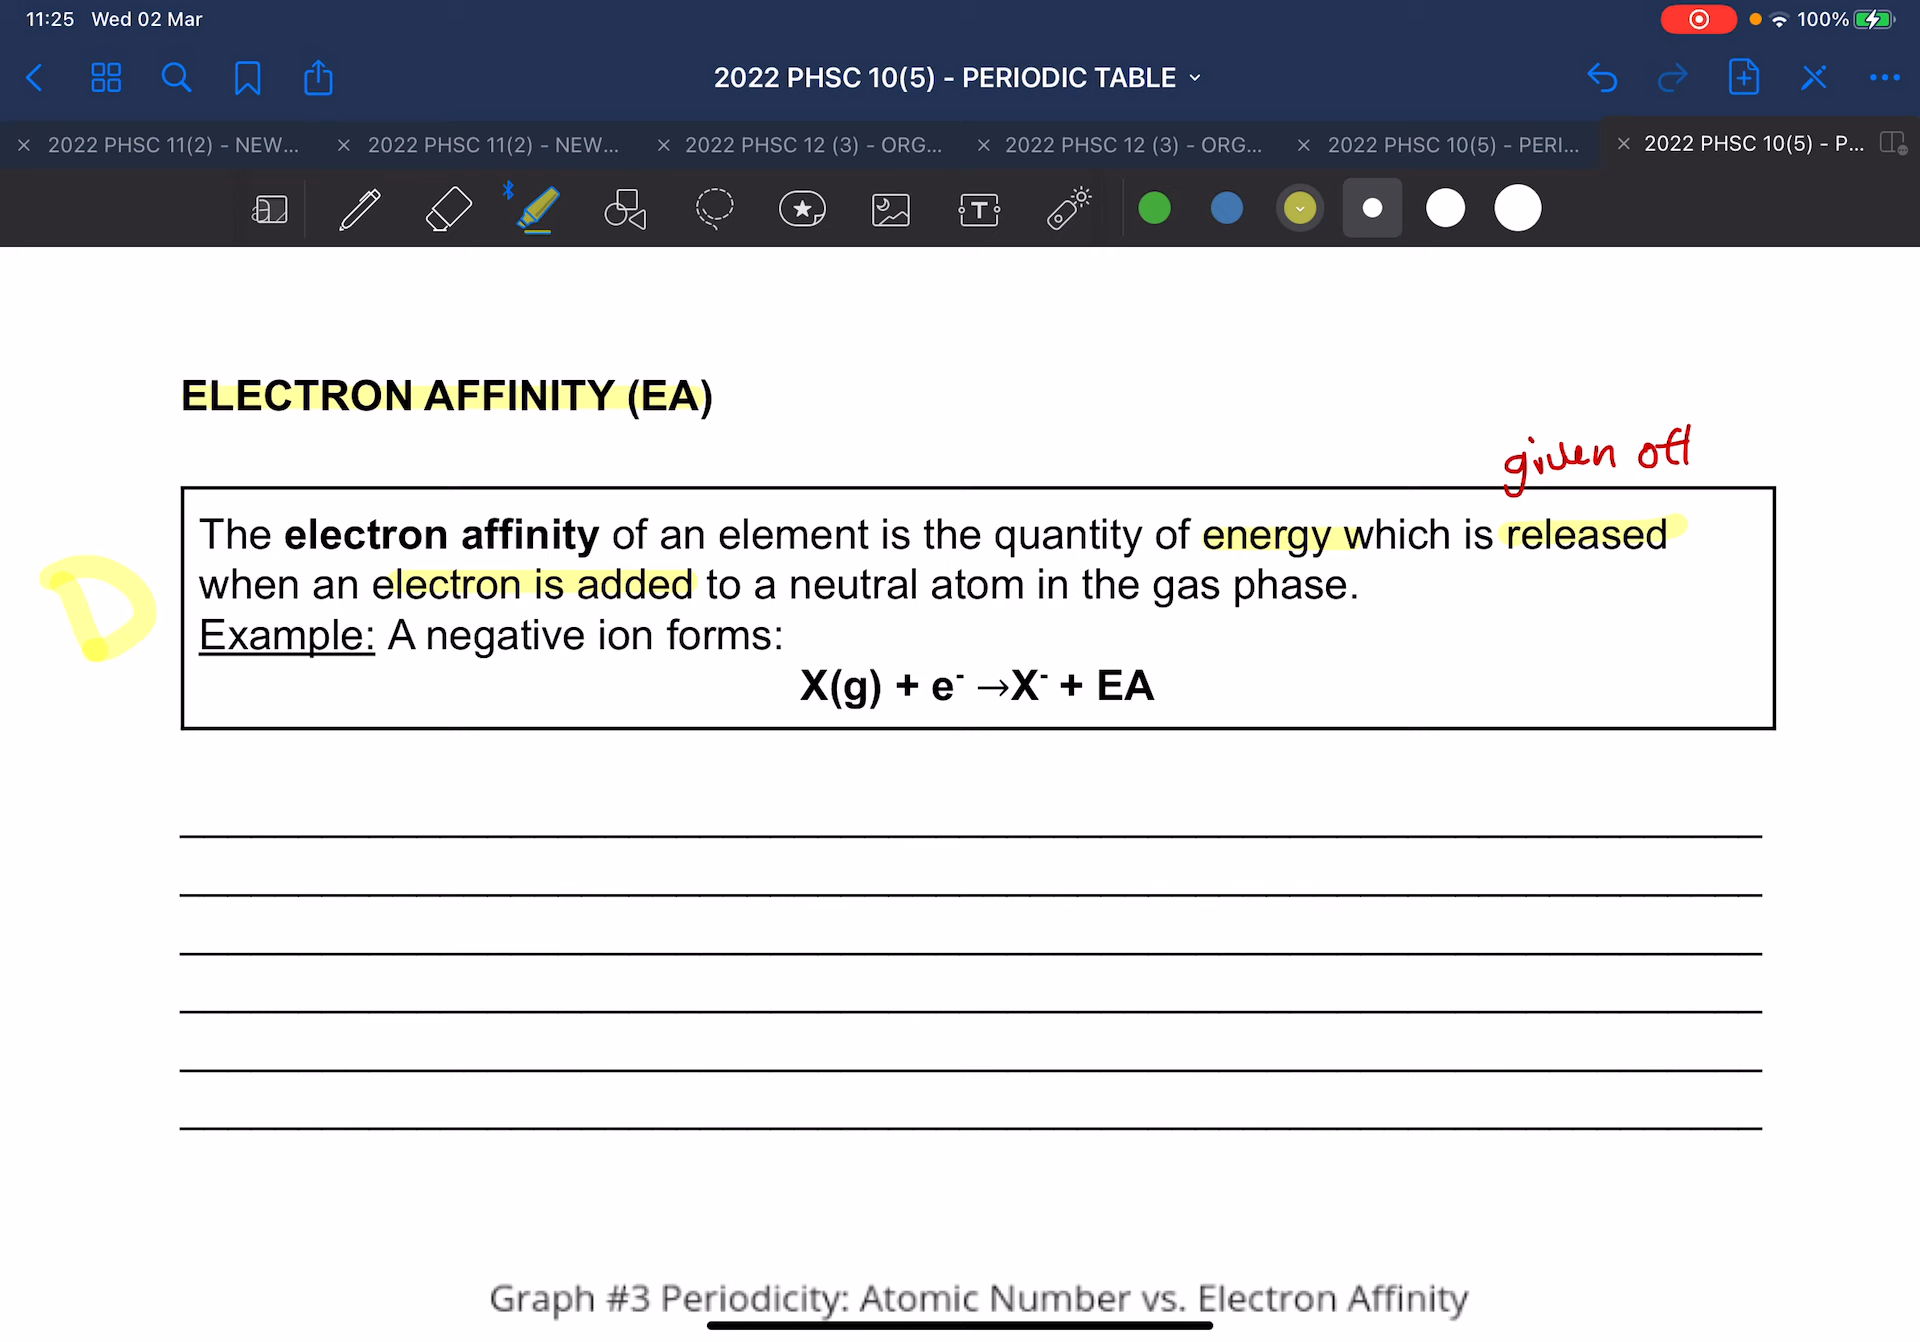 11:25 Wed 02 Mar
100%
2022 PHSC 10(5) - PERIODIC TABLE
2022 PHSC 11(2) - NEW...
2022 PHSC 11(2) - NEW...
2022 PHSC 12 (3) - ORG...
2022 PHSC 12 (3) - ORG...
2022 PHSC 10(5) - PERI...
2022 PHSC 10(5) - P...
T
ELECTRON AFFINITY (EA)
given off
The electron affinity of an element is the quantity of energy which is released
when an electron is added to a neutral atom in the gas phase.
D
Example: A negative ion forms:
X(g) + e⁻ →X⁻ + EA
Graph #3 Periodicity: Atomic Number vs. Electron Affinity